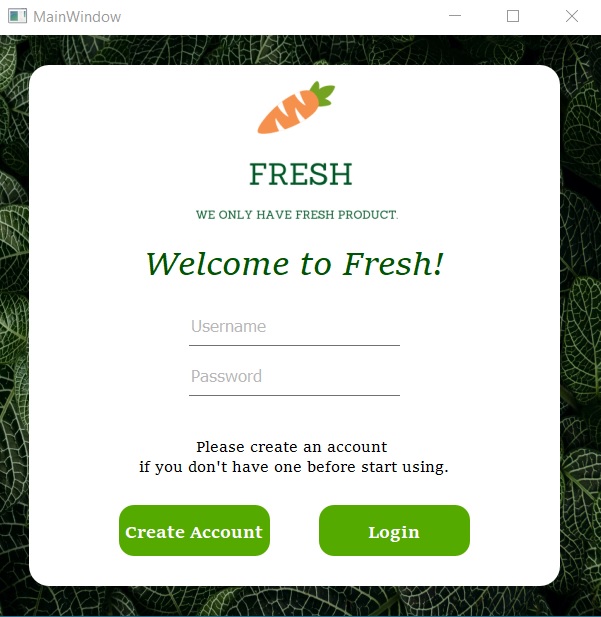 MainWindow
FRESH
WE ONLY HAVE FRESH PRODUCT.
Welcome to Fresh!
Username
Password
Please create an account
if you don't have one before start using.
Create Account
Login